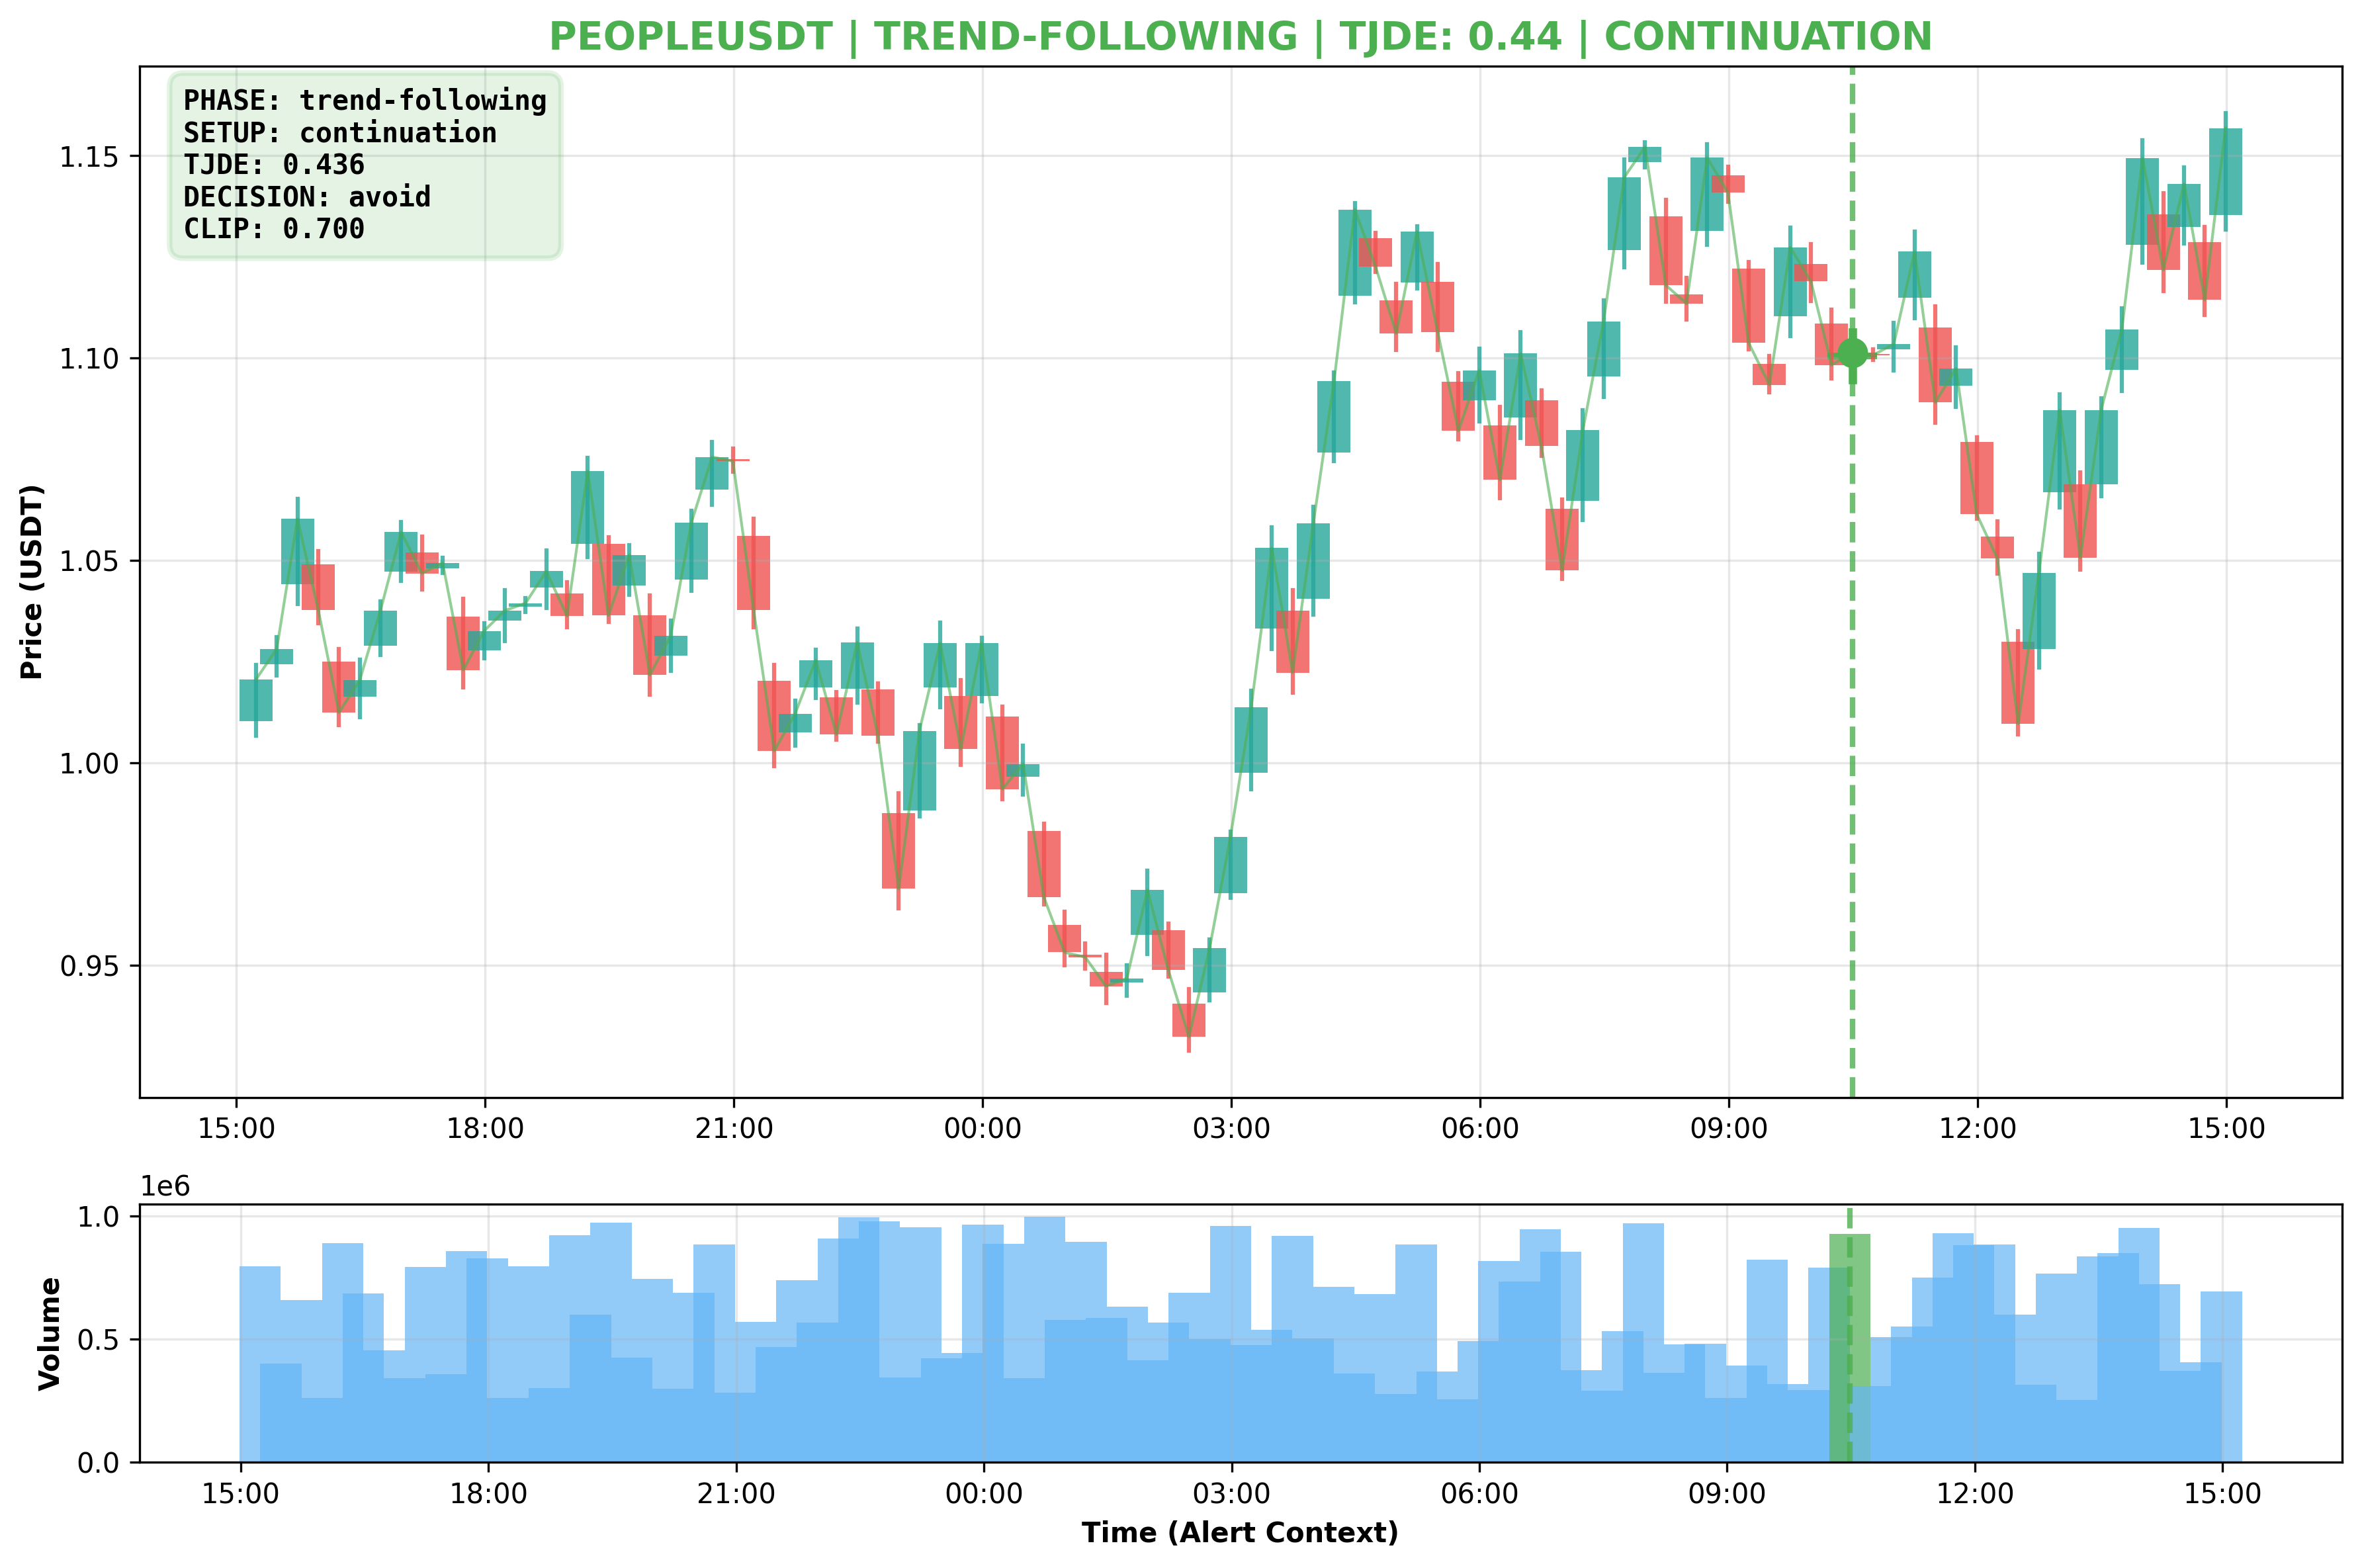 PEOPLEUSDT | TREND-FOLLOWING | TJDE: 0.44 | CONTINUATION
PHASE: trend-following
SETUP: continuation
TJDE: 0.436
DECISION: avoid
CLIP: 0.700
Price (USDT)
1.15
1.10
1.05
1.00
0.95
15:00 18:00 21:00 00:00 03:00 06:00 09:00 12:00 15:00
1e6
Volume
1.0
0.5
0.0
15:00 18:00 21:00 00:00 03:00 06:00 09:00 12:00 15:00
Time (Alert Context)